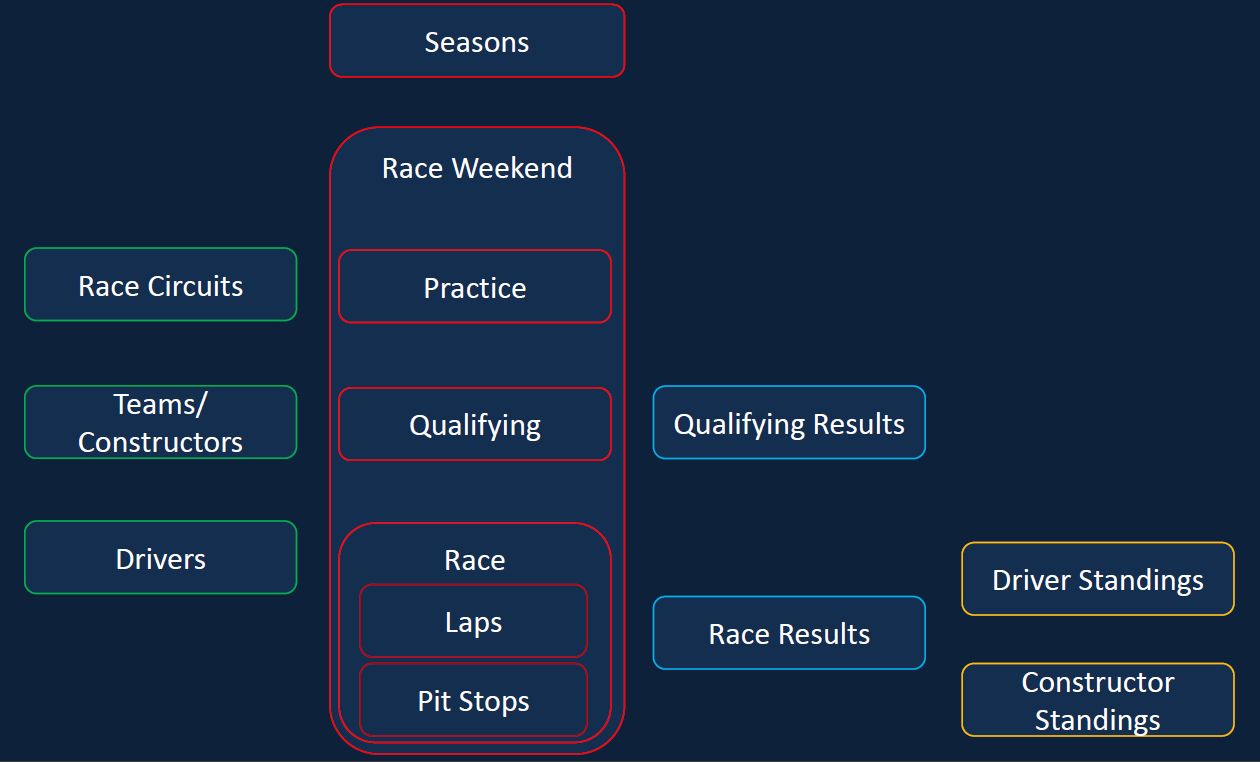 Seasons
Race Weekend
Race Circuits
Practice
Teams/
Constructors
Qualifying
Qualifying Results
Drivers
Race
Laps
Pit Stops
Race Results
Driver Standings
Constructor
Standings